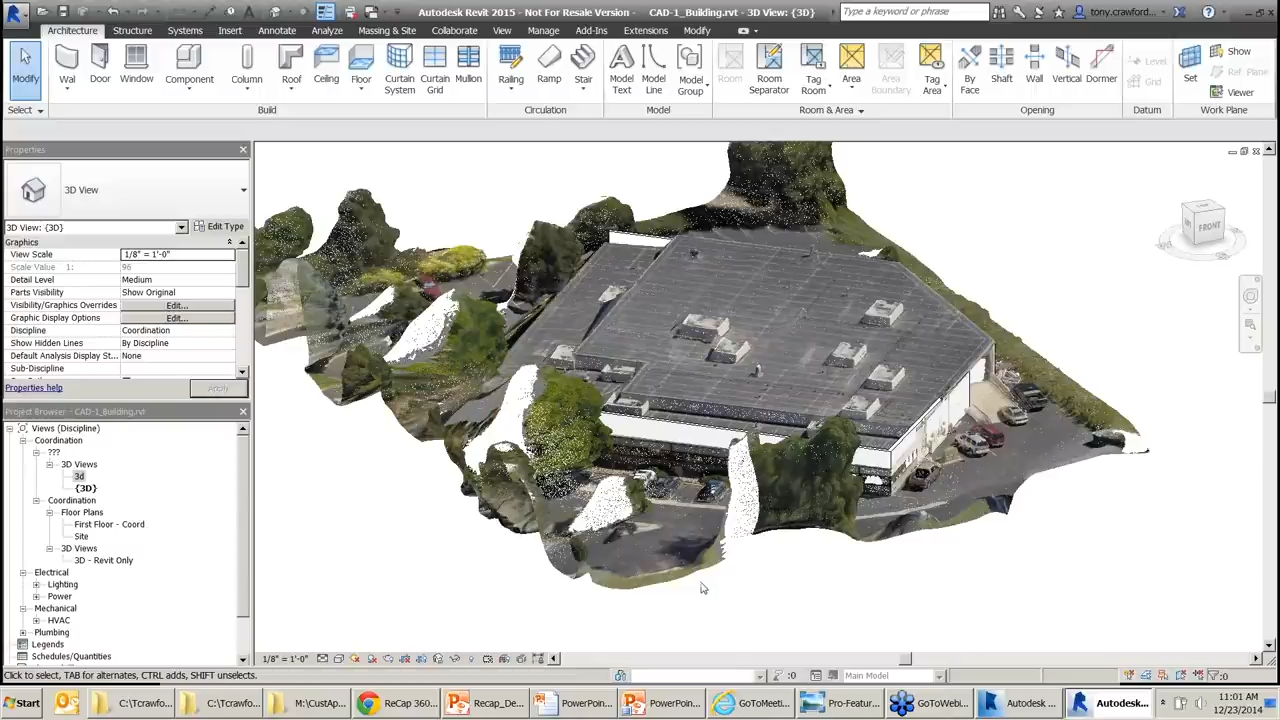 Autodesk Revit 2015 - Not For Resale Version - CAD-1_Building.rvt - 3D View: {3D}
Type a keyword or phrase
tony.crawford...
Architecture Structure Systems Insert Annotate Analyze Massing & Site Collaborate View Manage Add-Ins Extensions Modify
Modify Wall Door Window Component Column Roof Ceiling Floor Curtain System Curtain Grid Mullion Railing Ramp Stair Model Text Model Line Model Group Room Room Separator Tag Room Area Area Boundary Tag Area By Face Shaft Wall Vertical Dormer Level Grid Set Show Ref Plane Viewer
Select Build Circulation Model Room & Area Opening Datum Work Plane
Properties
3D View
3D View: {3D} Edit Type
Graphics
View Scale 1/8" = 1'-0"
Scale Value 1: 96
Detail Level Medium
Parts Visibility Show Original
Visibility/Graphics Overrides Edit...
Graphic Display Options Edit...
Discipline Coordination
Show Hidden Lines By Discipline
Default Analysis Display St... None
Sub-Discipline
Properties help Apply
Project Browser - CAD-1_Building.rvt
Views (Discipline)
Coordination
???
3D Views
3d
{3D}
Coordination
Floor Plans
First Floor - Coord
Site
3D Views
3D - Revit Only
Electrical
Lighting
Power
Mechanical
HVAC
Plumbing
Legends
Schedules/Quantities
FRONT
1/8" = 1'-0"
Click to select, TAB for alternates, CTRL adds, SHIFT unselects.
:0 Main Model :0
Start C:\Tcrawfo... C:\Tcrawfo... M:\CustAp... ReCap 360... Recap_De... PowerPoin... PowerPoin... GoToMeeti... Pro-Featur... GoToWebi... Autodesk ... Autodesk...
11:01 AM
12/23/2014